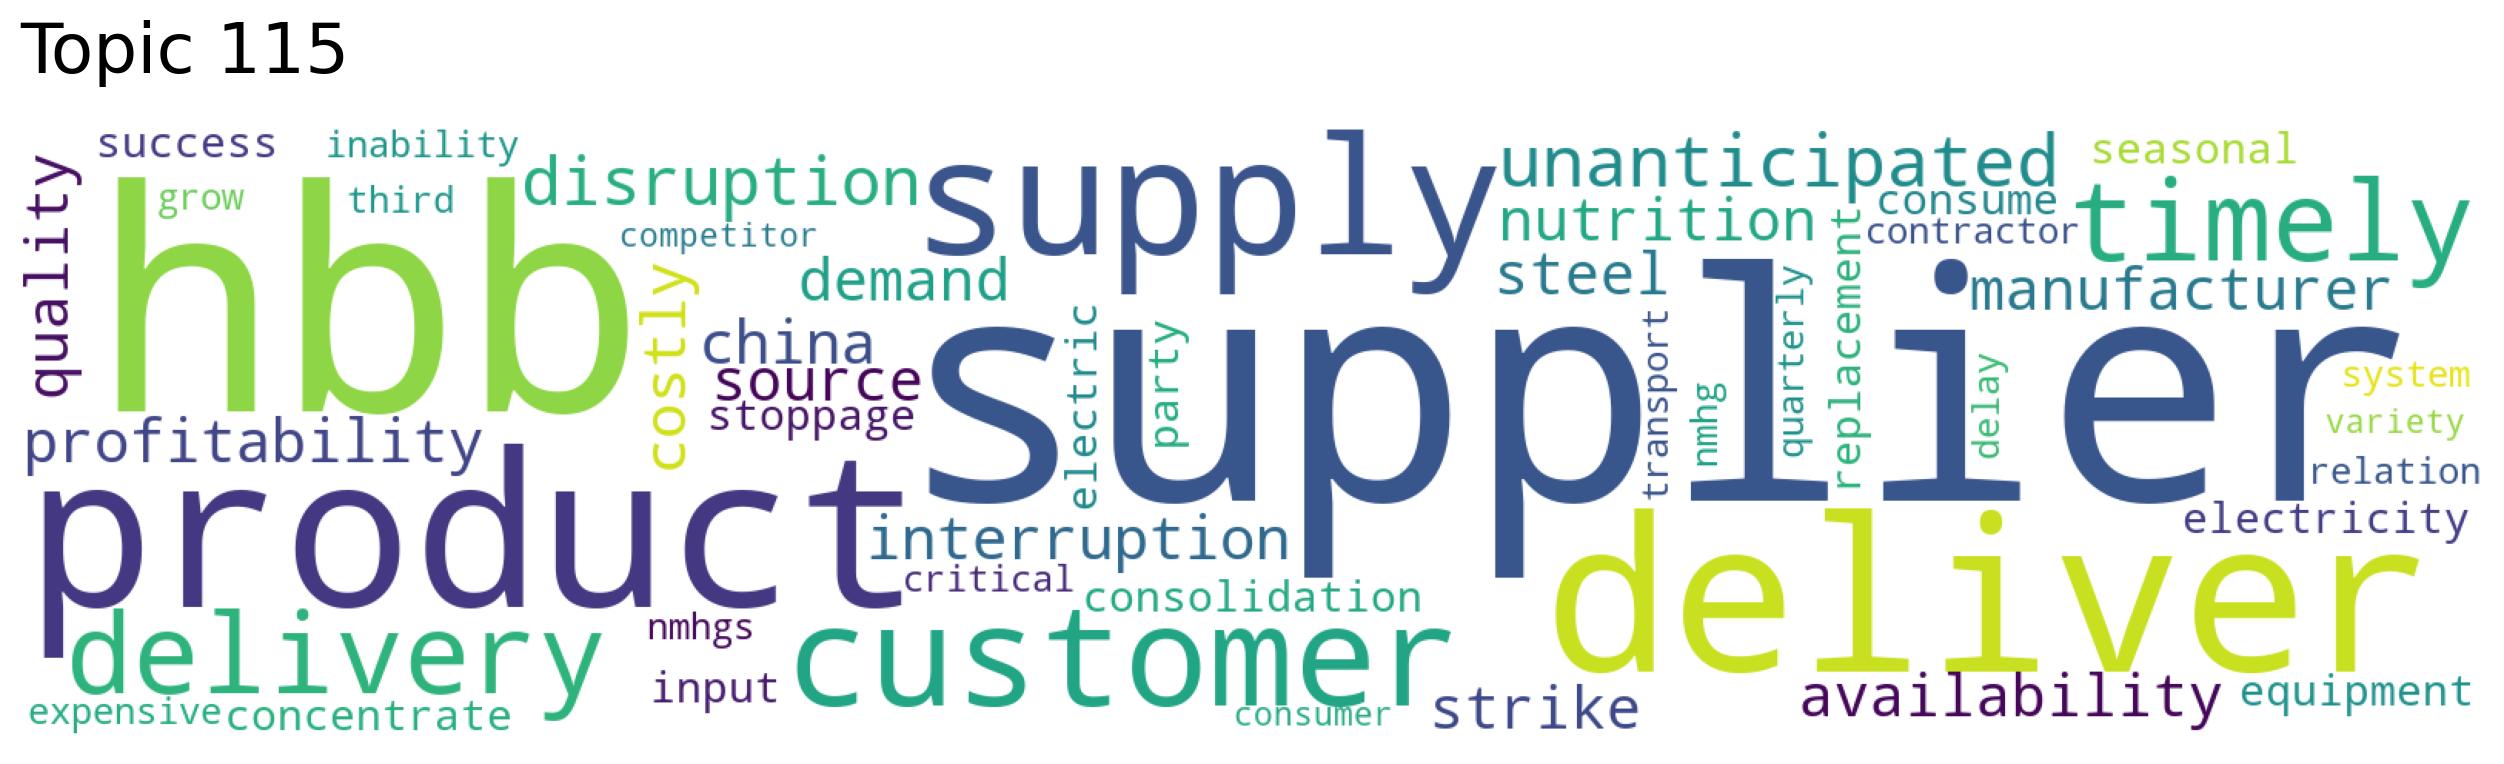 Topic 115
success
inability
grow
third
quality
hbb
disruption
competitor
supply
unanticipated
seasonal
nutrition
consume
contractor
timely
demand
steel
manufacturer
costly
china
source
stoppage
electric
party
supplier
transport
nmhg
quarterly
replacement
delay
system
variety
relation
profitability
product
interruption
electricity
critical
consolidation
deliver
delivery
nmhgs
input
customer
consumer
strike
availability
equipment
expensive
concentrate